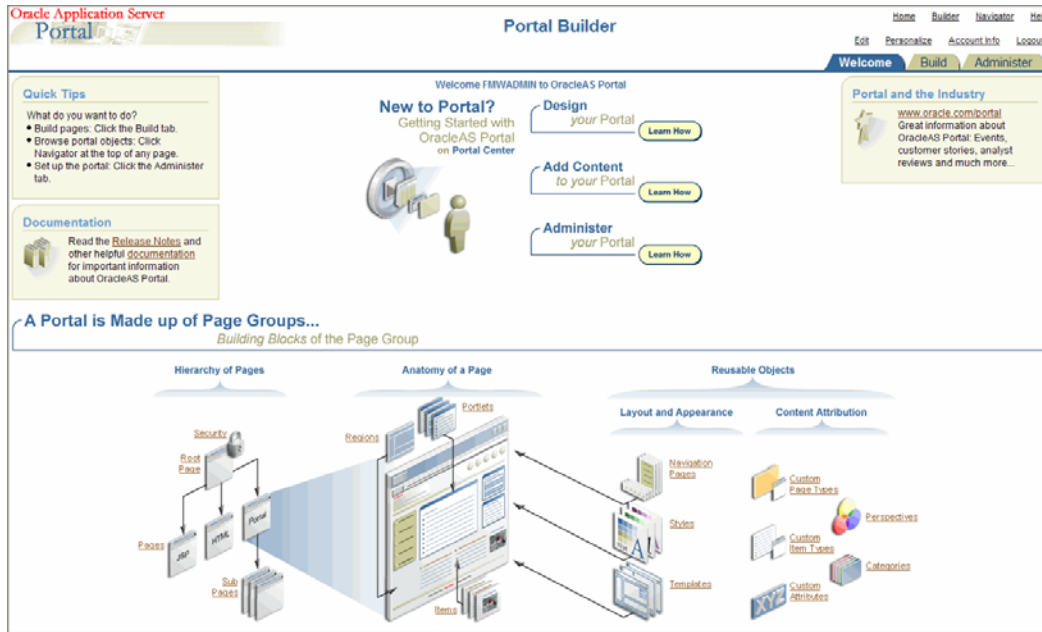 Oracle Application Server
Portal
Portal Builder
Home Builder Navigator Hel
Edit Personalize Account Info Logout
Welcome Build Administer
Quick Tips
What do you want to do?
• Build pages: Click the Build tab.
• Browse portal objects: Click
Navigator at the top of any page.
• Set up the portal: Click the Administer
tab.
Documentation
Read the Release Notes and
other helpful documentation
for important information
about OracleAS Portal.
Welcome FMWADMIN to OracleAS Portal
New to Portal?
Getting Started with
OracleAS Portal
on Portal Center
Design
your Portal
Learn How
Add Content
to your Portal
Learn How
Administer
your Portal
Learn How
Portal and the Industry
www.oracle.com/portal
Great information about
OracleAS Portal: Events,
customer stories, analyst
reviews and much more...
A Portal is Made up of Page Groups...
Building Blocks of the Page Group
Hierarchy of Pages
Security
Root
Page
Portal
HTML
JSP
Pages
Sub
Pages
Anatomy of a Page
Portlets
Regions
Items
Reusable Objects
Layout and Appearance
Navigation
Pages
Styles
A
Templates
Content Attribution
Custom
Page Types
Perspectives
Custom
Item Types
Categories
XYZ
Custom
Attributes